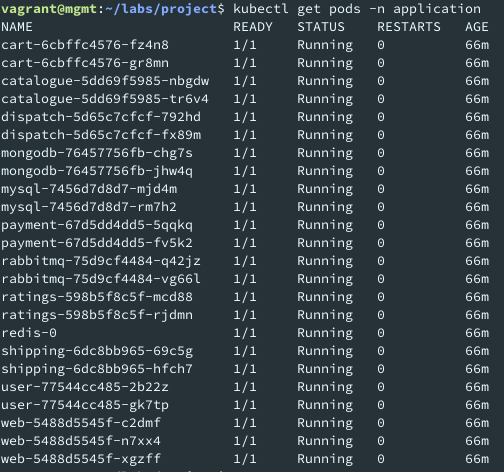 vagrant@mgmt:~/labs/project$ kubectl get pods -n application
NAME READY STATUS RESTARTS AGE
cart-6cbffc4576-fz4n8 1/1 Running 0 66m
cart-6cbffc4576-gr8mn 1/1 Running 0 66m
catalogue-5dd69f5985-nbgdw 1/1 Running 0 66m
catalogue-5dd69f5985-tr6v4 1/1 Running 0 66m
dispatch-5d65c7cfcf-792hd 1/1 Running 0 66m
dispatch-5d65c7cfcf-fx89m 1/1 Running 0 66m
mongodb-76457756fb-chg7s 1/1 Running 0 66m
mongodb-76457756fb-jhw4q 1/1 Running 0 66m
mysql-7456d7d8d7-mjd4m 1/1 Running 0 66m
mysql-7456d7d8d7-rm7h2 1/1 Running 0 66m
payment-67d5dd4dd5-5qqkq 1/1 Running 0 66m
payment-67d5dd4dd5-fv5k2 1/1 Running 0 66m
rabbitmq-75d9cf4484-q42jz 1/1 Running 0 66m
rabbitmq-75d9cf4484-vg66l 1/1 Running 0 66m
ratings-598b5f8c5f-mcd88 1/1 Running 0 66m
ratings-598b5f8c5f-rjdmn 1/1 Running 0 66m
redis-0 1/1 Running 0 66m
shipping-6dc8bb965-69c5g 1/1 Running 0 66m
shipping-6dc8bb965-hfch7 1/1 Running 0 66m
user-77544cc485-2b22z 1/1 Running 0 66m
user-77544cc485-gk7tp 1/1 Running 0 66m
web-5488d5545f-c2dmf 1/1 Running 0 66m
web-5488d5545f-n7xx4 1/1 Running 0 66m
web-5488d5545f-xgzff 1/1 Running 0 66m